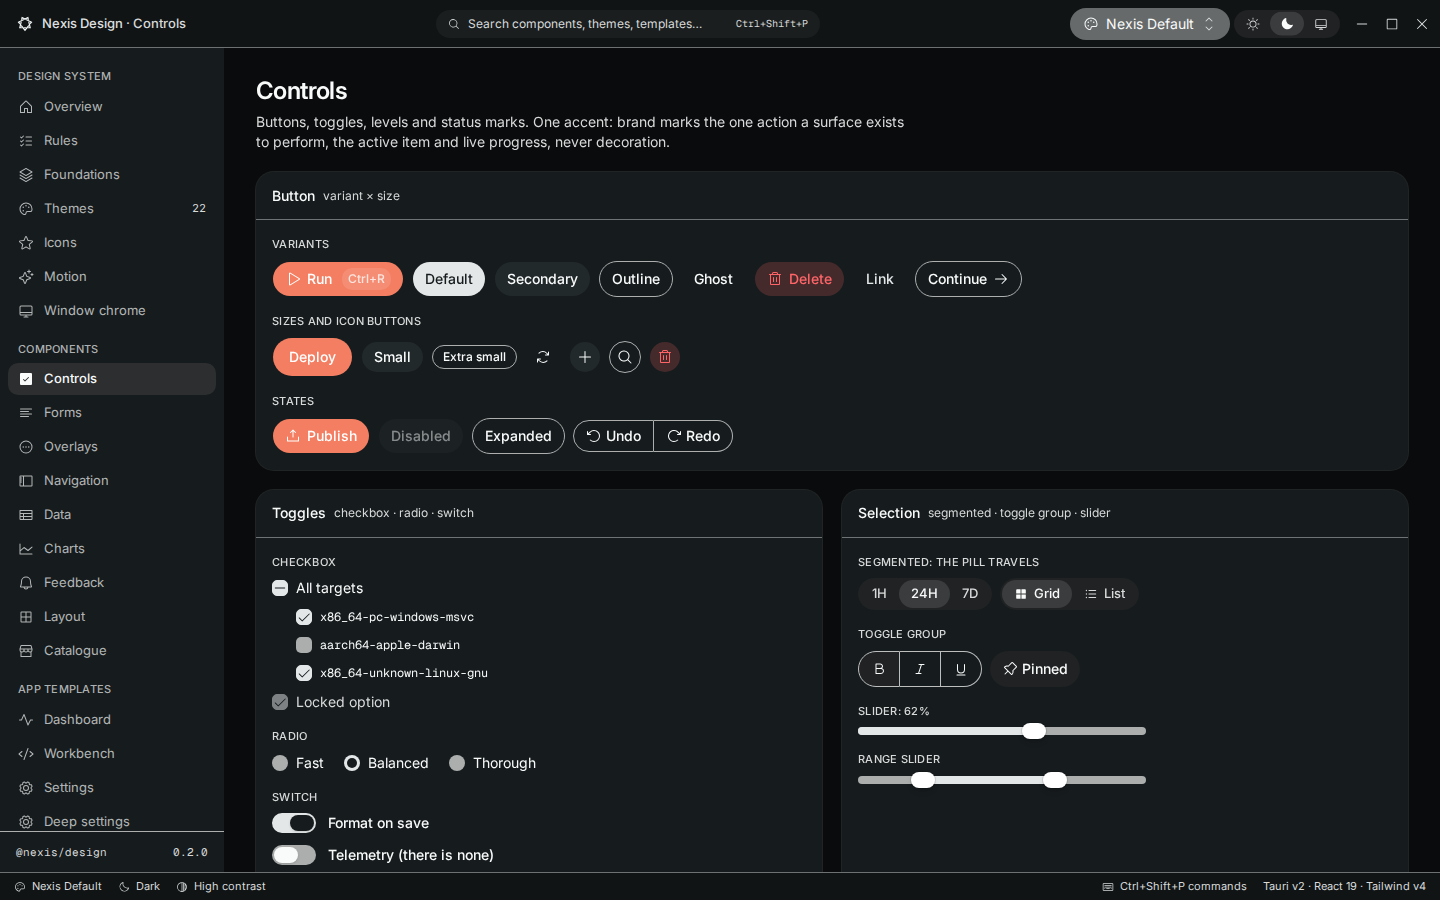 Nexis Design · Controls
Search components, themes, templates... Ctrl+Shift+P
Nexis Default
DESIGN SYSTEM
Overview
Rules
Foundations
Themes 22
Icons
Motion
Window chrome
COMPONENTS
Controls
Forms
Overlays
Navigation
Data
Charts
Feedback
Layout
Catalogue
APP TEMPLATES
Dashboard
Workbench
Settings
Deep settings
@nexis/design 0.2.0
Controls
Buttons, toggles, levels and status marks. One accent: brand marks the one action a surface exists
to perform, the active item and live progress, never decoration.
Button variant × size
VARIANTS
Run Ctrl+R Default Secondary Outline Ghost Delete Link Continue
SIZES AND ICON BUTTONS
Deploy Small Extra small
STATES
Publish Disabled Expanded Undo Redo
Toggles checkbox · radio · switch
CHECKBOX
All targets
x86_64-pc-windows-msvc
aarch64-apple-darwin
x86_64-unknown-linux-gnu
Locked option
RADIO
Fast Balanced Thorough
SWITCH
Format on save
Telemetry (there is none)
Selection segmented · toggle group · slider
SEGMENTED: THE PILL TRAVELS
1H 24H 7D Grid List
TOGGLE GROUP
B I U Pinned
SLIDER: 62%
RANGE SLIDER
Nexis Default Dark High contrast
Ctrl+Shift+P commands Tauri v2 · React 19 · Tailwind v4